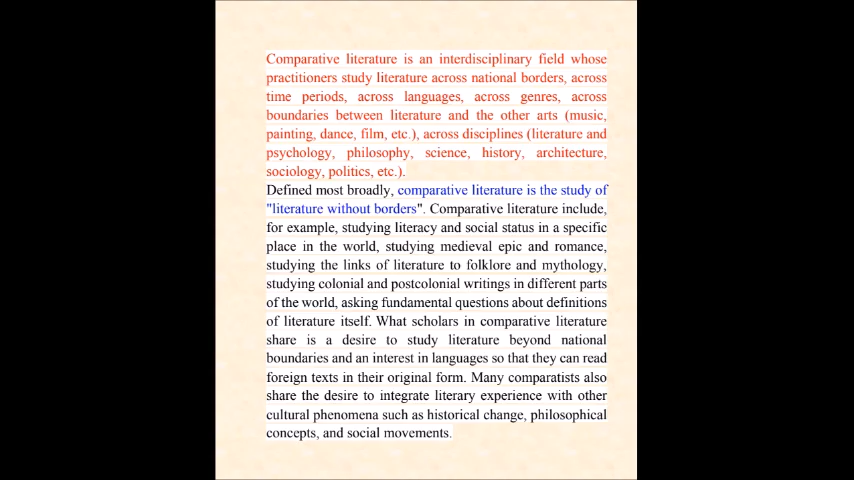 Comparative literature is an interdisciplinary field whose
practitioners study literature across national borders, across
time periods, across languages, across genres, across
boundaries between literature and the other arts (music,
painting, dance, film, etc.), across disciplines (literature and
psychology, philosophy, science, history, architecture,
sociology, politics, etc.).
Defined most broadly, comparative literature is the study of
"literature without borders". Comparative literature include,
for example, studying literacy and social status in a specific
place in the world, studying medieval epic and romance,
studying the links of literature to folklore and mythology,
studying colonial and postcolonial writings in different parts
of the world, asking fundamental questions about definitions
of literature itself. What scholars in comparative literature
share is a desire to study literature beyond national
boundaries and an interest in languages so that they can read
foreign texts in their original form. Many comparatists also
share the desire to integrate literary experience with other
cultural phenomena such as historical change, philosophical
concepts, and social movements.